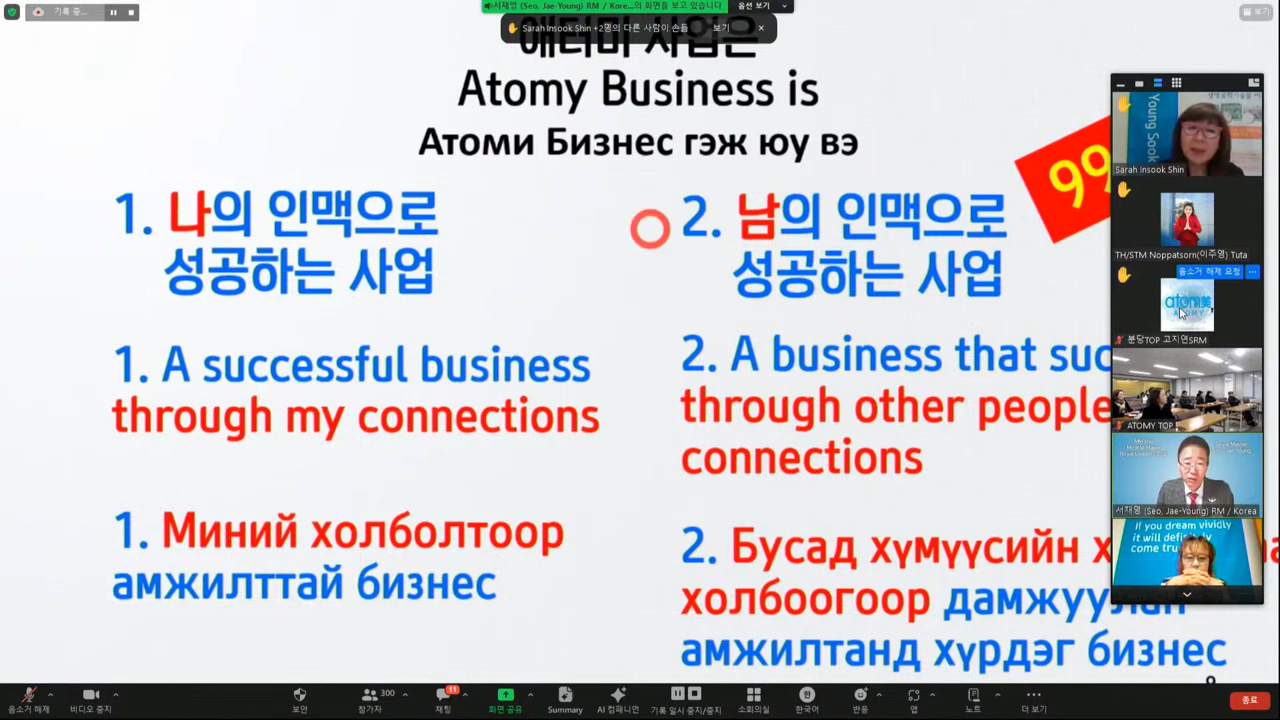 기록 중...
서재영 (Seo, Jae-Young) RM / Kore...의 화면을 보고 있습니다
옵션 보기
보기
Sarah Insook Shin +2명의 다른 사람이 손듦
보기
애터미 사업은
Atomy Business is
Атоми Бизнес гэж юу вэ
99
1. 나의 인맥으로
성공하는 사업
1. A successful business
through my connections
1. Миний холболтоор
амжилттай бизнес
2. 남의 인맥으로
성공하는 사업
2. A business that suc
through other people
connections
2. Бусад хүмүүсийн х
холбоогоор дамжуулан
амжилтанд хүрдэг бизнес
Young Sook
Sarah Insook Shin
TH/STM Noppatsorn(이주영) Tuta
음소거 해제 요청
atom美
ATOMY
분당TOP 고지연SRM
ATOMY TOP
서재영 (Seo, Jae-Young) RM / Korea
If you dream vividly
it will definitely
come tru
음소거 해제
비디오 중지
보안
300
참가자
11
채팅
화면 공유
Summary
AI 컴패니언
기록 일시 중지/중지
소회의실
한국어
반응
앱
노트
더 보기
종료